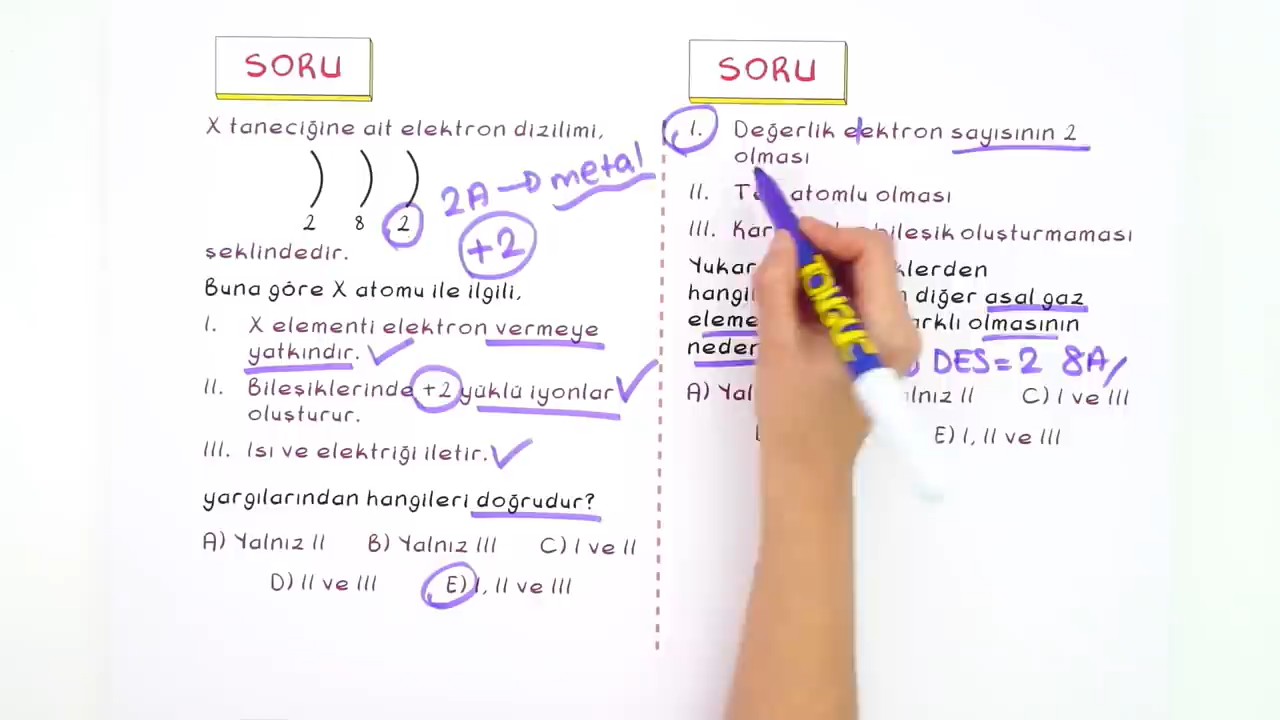 SORU
X taneciğine ait elektron dizilimi,
2 8 2
2A → metal
+2
şeklindedir.
Buna göre X atomu ile ilgili,
I. X elementi elektron vermeye
yatkındır.
II. Bileşiklerinde +2 yüklü iyonlar
oluşturur.
III. Isı ve elektriği iletir.
yargılarından hangileri doğrudur?
A) Yalnız II B) Yalnız III C) I ve II
D) II ve III E) I, II ve III
SORU
I. Değerlik elektron sayısının 2
olması
II. atomlu olması
III. bileşik oluşturmaması
diğer asal gaz
olmasının
DES=2 8A
A) II C) I ve III
E) I, II ve III